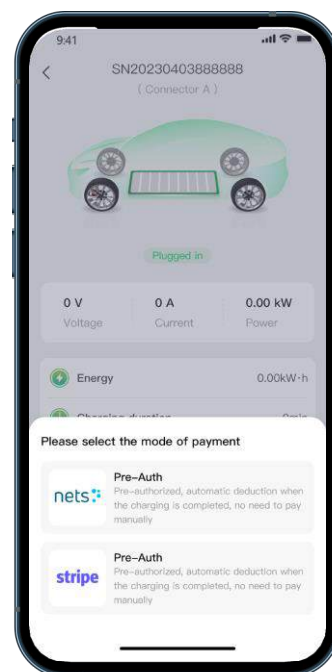 9:41
SN20230403888888
( Connector A )
Plugged in
0 V 0 A 0.00 kW
Voltage Current Power
Energy 0.00kW·h
Charging duration 0min
Please select the mode of payment
Pre-Auth
nets
Pre-authorized, automatic deduction when
the charging is completed, no need to pay
manually
Pre-Auth
stripe
Pre-authorized, automatic deduction when
the charging is completed, no need to pay
manually